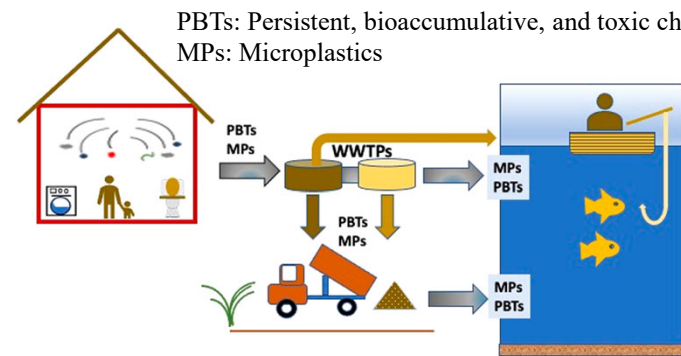 PBTs: Persistent, bioaccumulative, and toxic ch
MPs: Microplastics
PBTs
MPs
WWTPs
MPs
PBTs
PBTs
MPs
MPs
PBTs